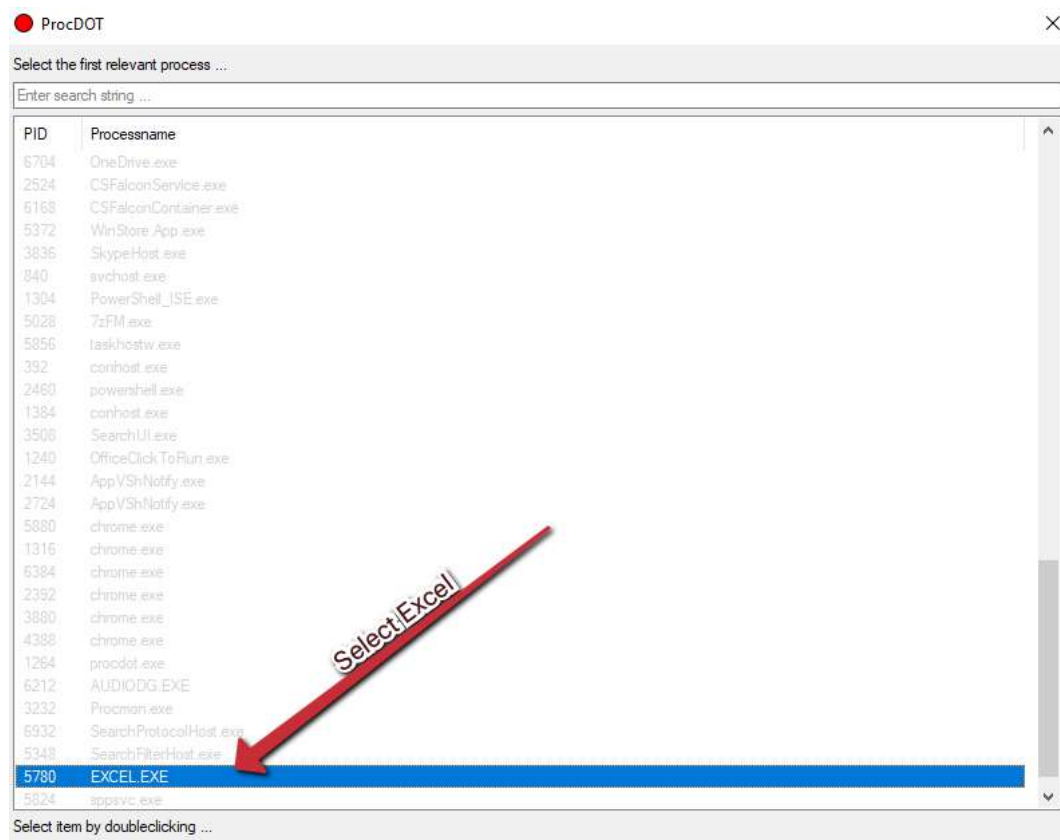 ProcDOT
Select the first relevant process ...
Enter search string ...
PID Processname
6704 OneDrive.exe
2524 CSFalconService.exe
6168 CSFalconContainer.exe
5372 WinStore.App.exe
3836 SkypeHost.exe
840 svchost.exe
1304 PowerShell_ISE.exe
5028 7zFM.exe
5856 taskhostw.exe
392 conhost.exe
2460 powershell.exe
1384 conhost.exe
3508 SearchUI.exe
1240 OfficeClickToRun.exe
2144 AppVShNotify.exe
2724 AppVShNotify.exe
5880 chrome.exe
1316 chrome.exe
6384 chrome.exe
2392 chrome.exe
3880 chrome.exe
4388 chrome.exe
1264 procdot.exe
6212 AUDIODG.EXE
3232 Procmon.exe
6932 SearchProtocolHost.exe
5348 SearchFilterHost.exe
5780 EXCEL.EXE
5824 sppsvc.exe
Select Excel
Select item by doubleclicking ...